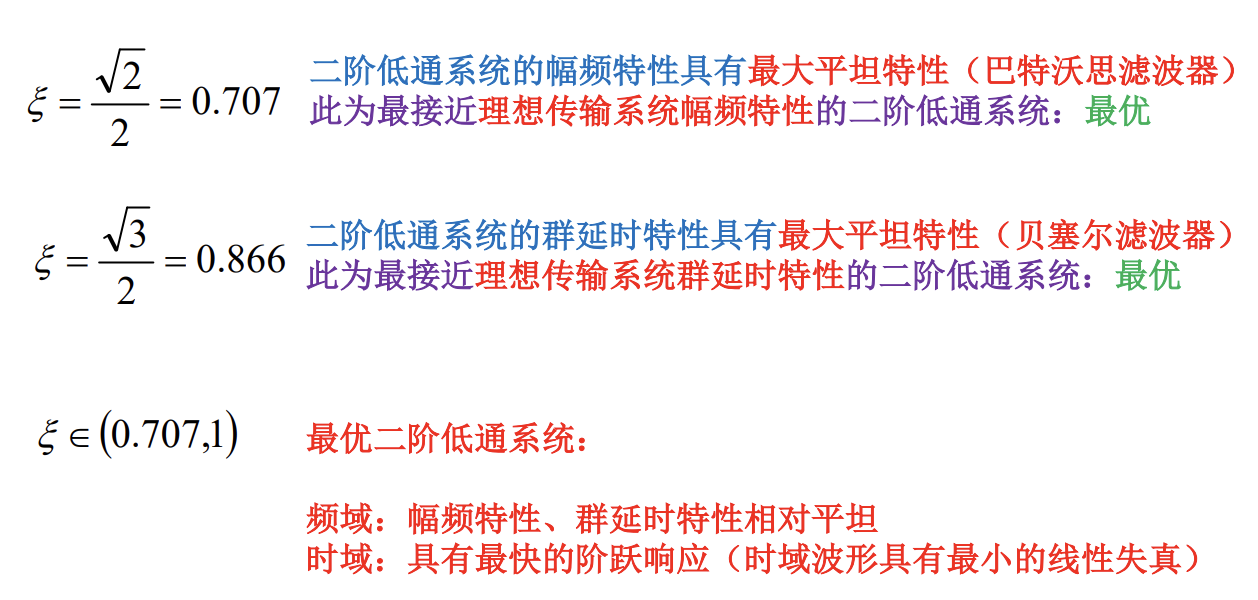 ξ = √2/2 = 0.707
二阶低通系统的幅频特性具有最大平坦特性（巴特沃思滤波器）
此为最接近理想传输系统幅频特性的二阶低通系统：最优
ξ = √3/2 = 0.866
二阶低通系统的群延时特性具有最大平坦特性（贝塞尔滤波器）
此为最接近理想传输系统群延时特性的二阶低通系统：最优
ξ ∈ (0.707,1)
最优二阶低通系统：
频域：幅频特性、群延时特性相对平坦
时域：具有最快的阶跃响应（时域波形具有最小的线性失真）